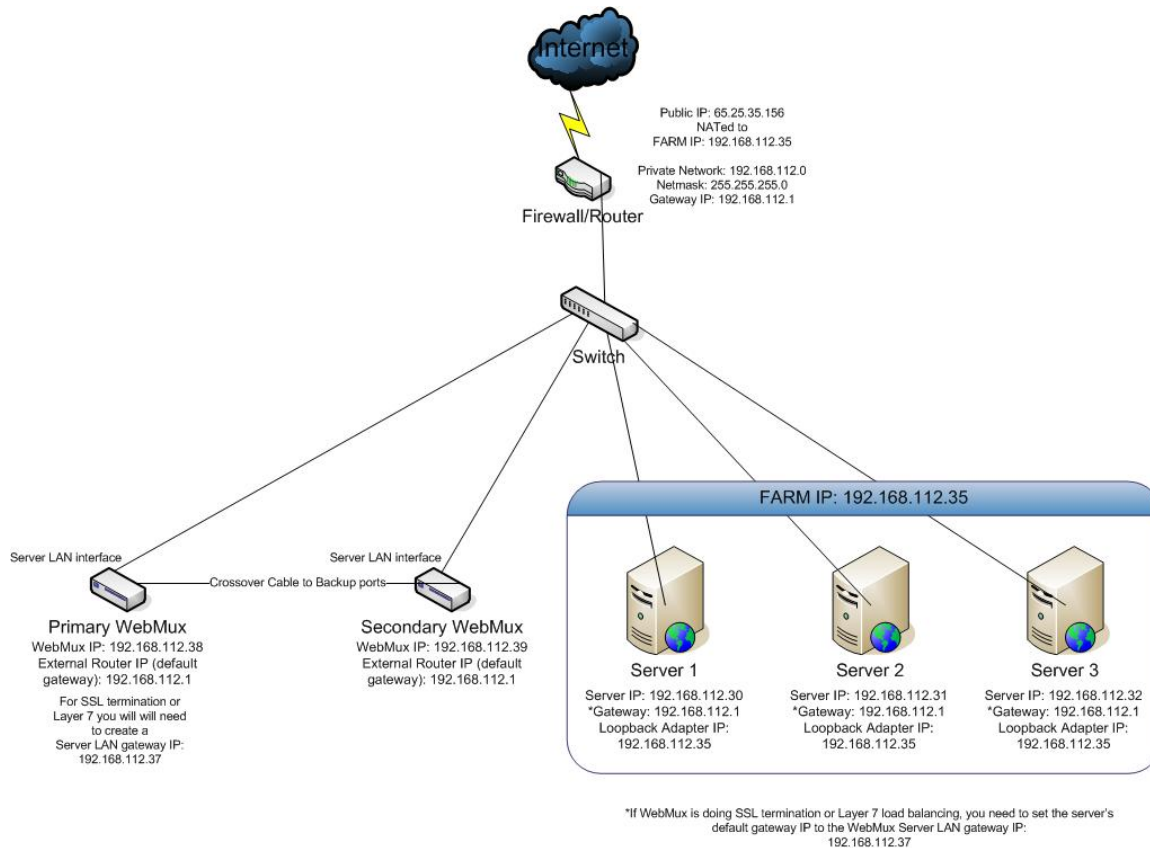 Internet
Public IP: 65.25.35.156
NATed to
FARM IP: 192.168.112.35
Private Network: 192.168.112.0
Netmask: 255.255.255.0
Gateway IP: 192.168.112.1
Firewall/Router
Switch
FARM IP: 192.168.112.35
Server LAN interface
Server LAN interface
Crossover Cable to Backup ports
Primary WebMux
WebMux IP: 192.168.112.38
External Router IP (default
gateway): 192.168.112.1
For SSL termination or
Layer 7 you will will need
to create a
Server LAN gateway IP:
192.168.112.37
Secondary WebMux
WebMux IP: 192.168.112.39
External Router IP (default
gateway): 192.168.112.1
Server 1
Server IP: 192.168.112.30
*Gateway: 192.168.112.1
Loopback Adapter IP:
192.168.112.35
Server 2
Server IP: 192.168.112.31
*Gateway: 192.168.112.1
Loopback Adapter IP:
192.168.112.35
Server 3
Server IP: 192.168.112.32
*Gateway: 192.168.112.1
Loopback Adapter IP:
192.168.112.35
*If WebMux is doing SSL termination or Layer 7 load balancing, you need to set the server's
default gateway IP to the WebMux Server LAN gateway IP:
192.168.112.37